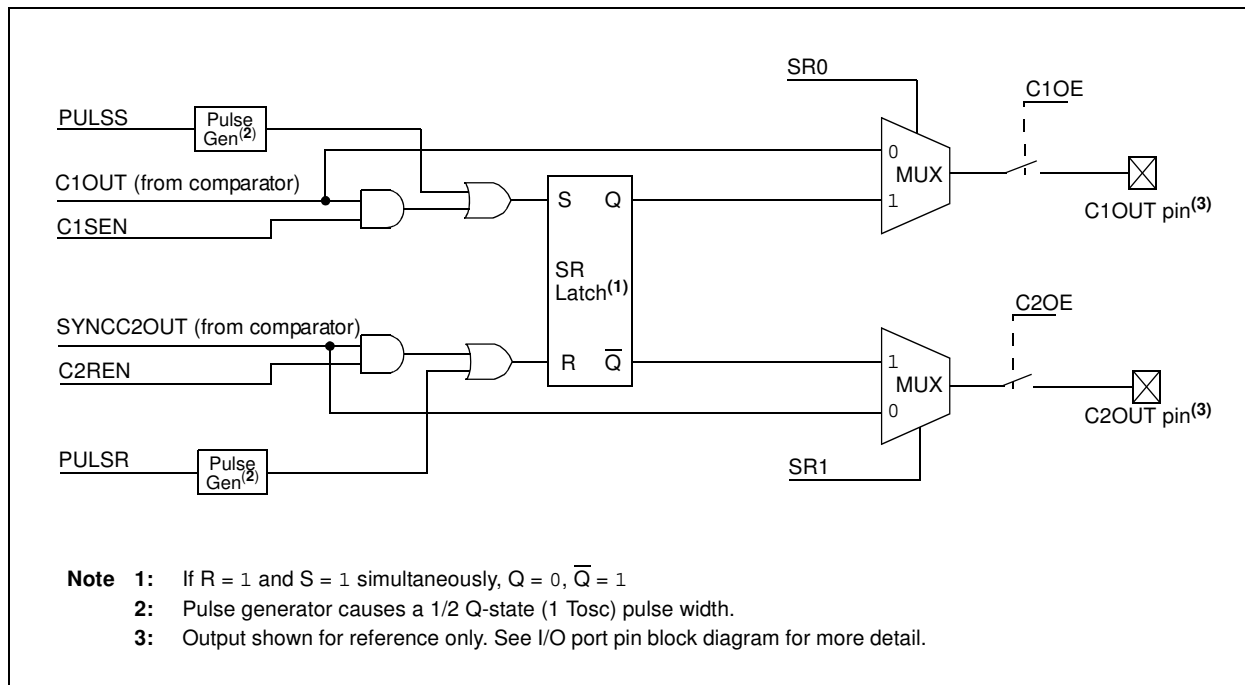 SR0
C1OE
PULSS
Pulse
Gen(2)
0
MUX
1
C1OUT (from comparator)
C1SEN
S Q
C1OUT pin(3)
SR
Latch(1)
C2OE
SYNCC2OUT (from comparator)
C2REN
R Q̅
1
MUX
0
C2OUT pin(3)
PULSR
Pulse
Gen(2)
SR1
Note 1: If R = 1 and S = 1 simultaneously, Q = 0, Q̅ = 1
2: Pulse generator causes a 1/2 Q-state (1 Tosc) pulse width.
3: Output shown for reference only. See I/O port pin block diagram for more detail.